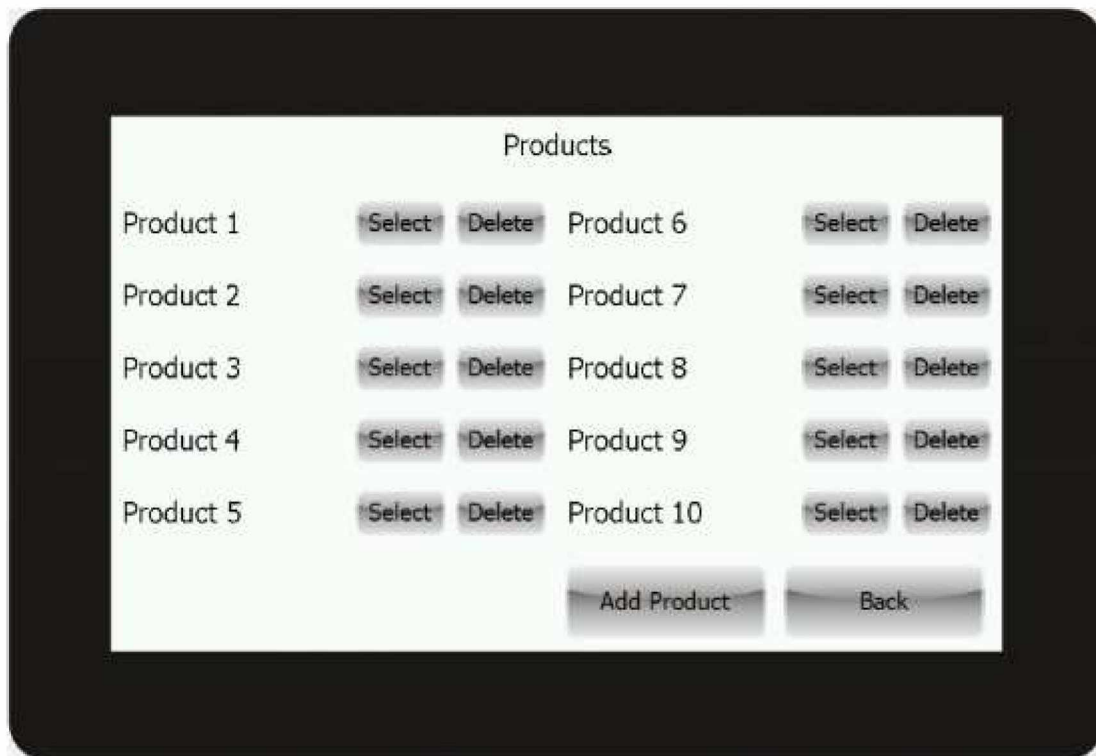 Products
Product 1 Select Delete Product 6 Select Delete
Product 2 Select Delete Product 7 Select Delete
Product 3 Select Delete Product 8 Select Delete
Product 4 Select Delete Product 9 Select Delete
Product 5 Select Delete Product 10 Select Delete
Add Product Back